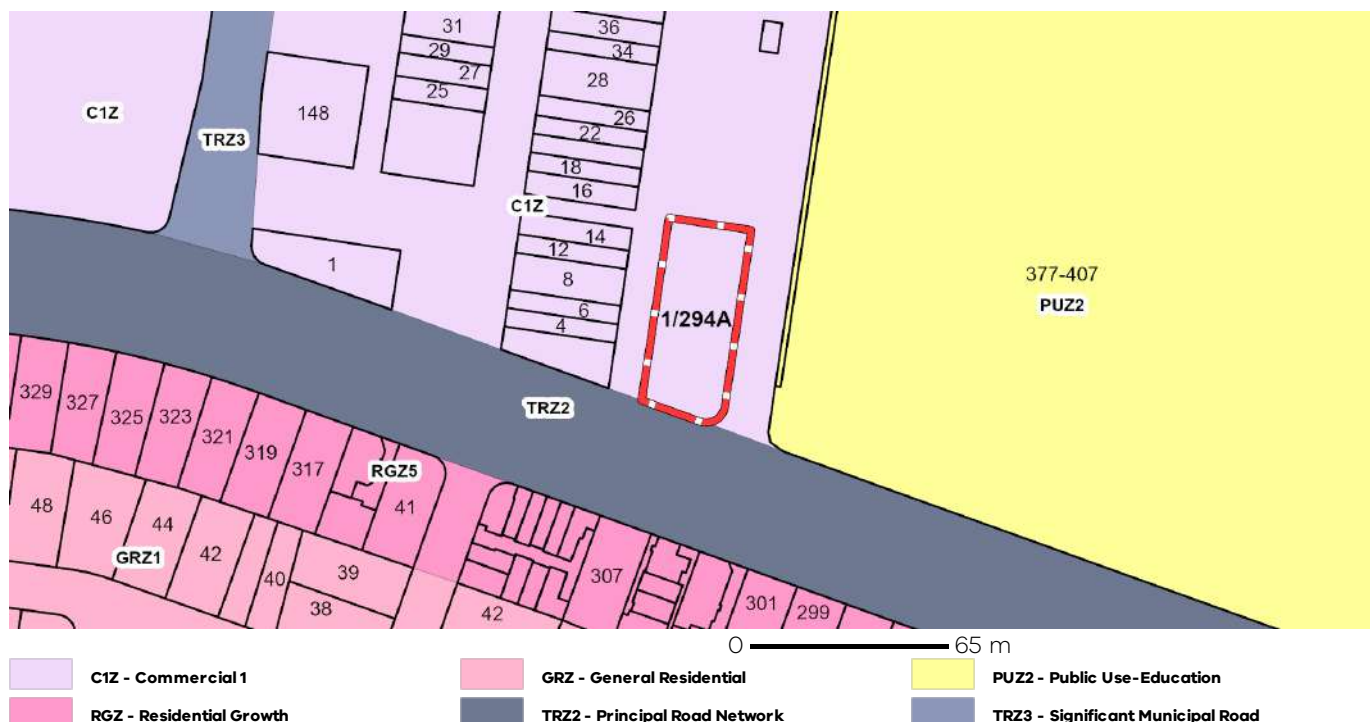 31
36
29
34
27
28
25
C1Z
148
26
TRZ3
22
18
16
C1Z
14
12
1
8
377-407
6
PUZ2
1/294A
4
329
327
325
323
TRZ2
321
319
317
RGZ5
41
48
46
44
42
GRZ1
40
39
307
38
42
301
299
0 65 m
C1Z - Commercial 1
GRZ - General Residential
PUZ2 - Public Use-Education
RGZ - Residential Growth
TRZ2 - Principal Road Network
TRZ3 - Significant Municipal Road